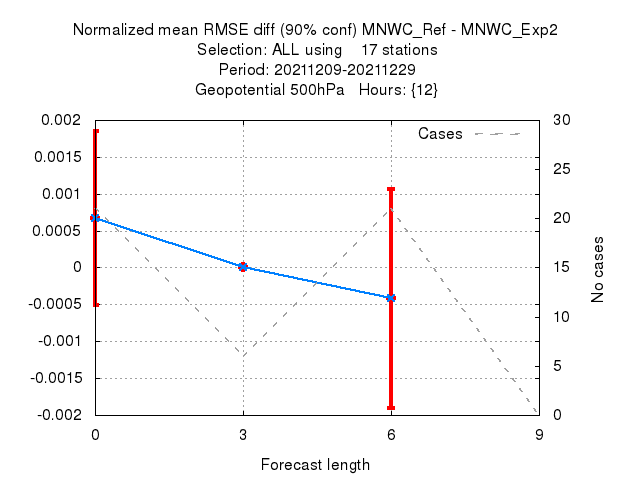 Normalized mean RMSE diff (90% conf) MNWC_Ref - MNWC_Exp2
Selection: ALL using 17 stations
Period: 20211209-20211229
Geopotential 500hPa Hours: {12}
Cases
0.002
0.0015
0.001
0.0005
0
-0.0005
-0.001
-0.0015
-0.002
30
25
20
15
10
5
0
No cases
0 3 6 9
Forecast length